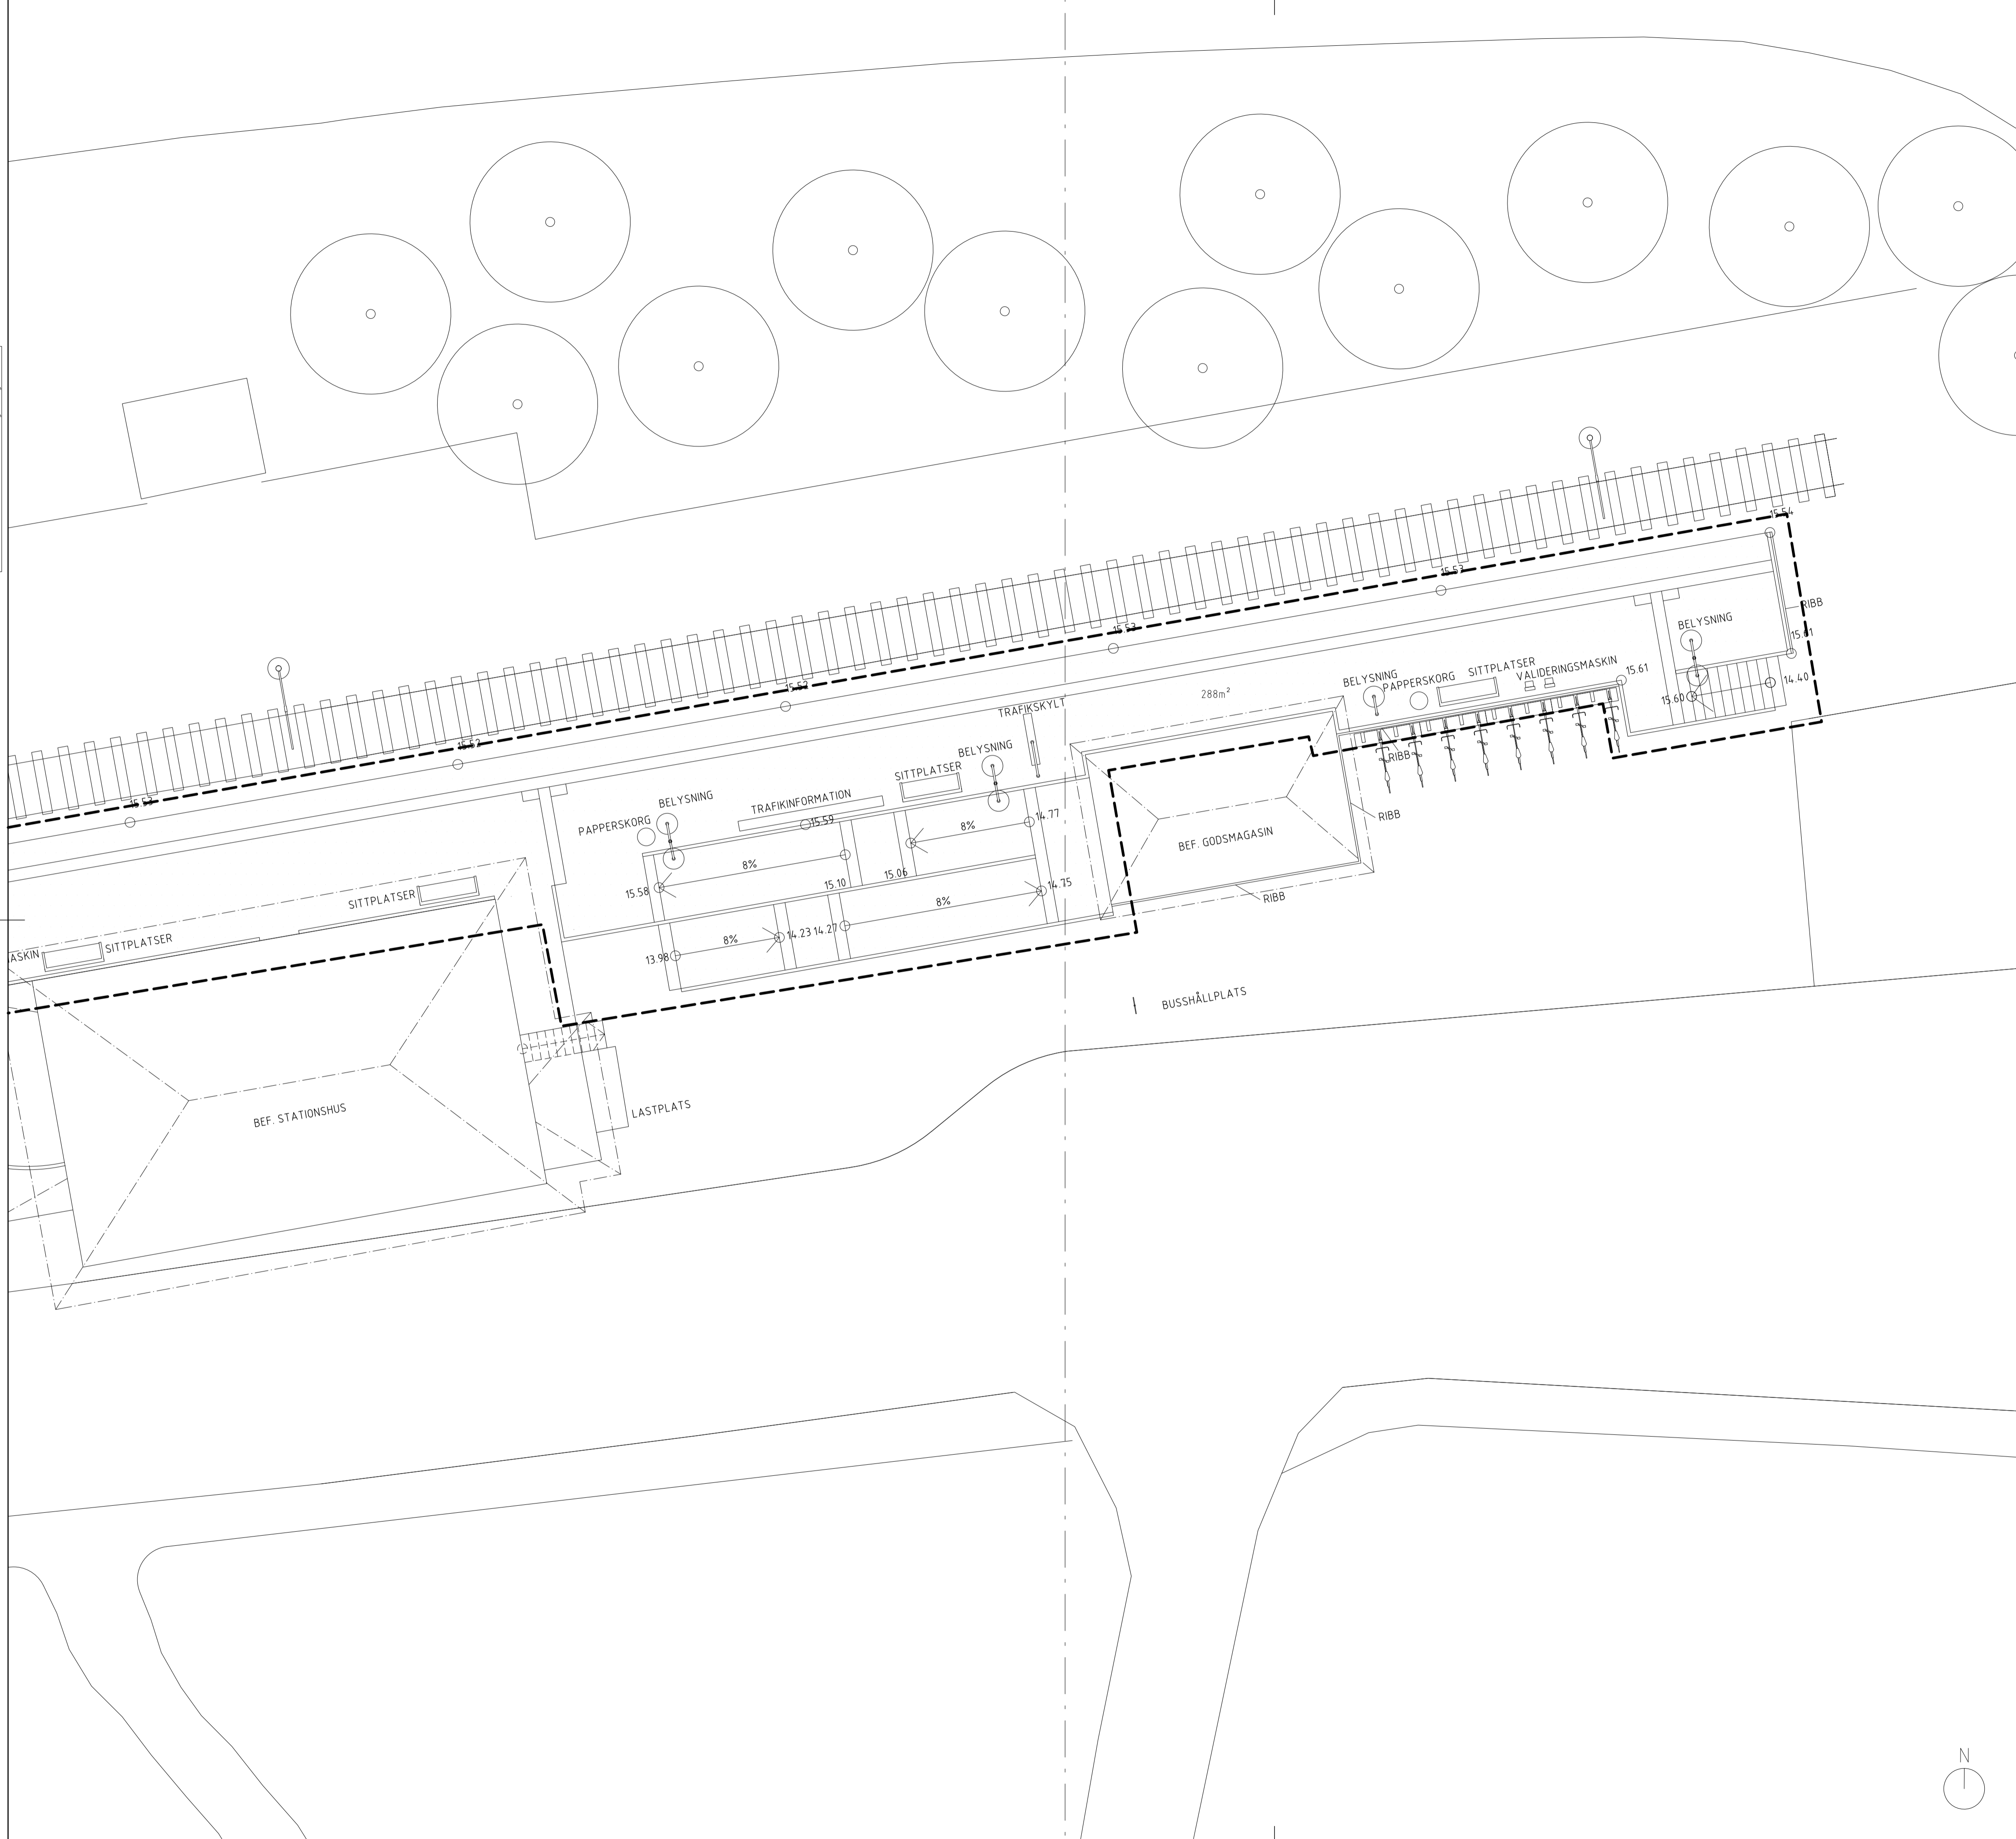 15.54
RIBB
15.53
BELYSNING
15.53
15.61
SITTPLATSER
VALIDERINGSMASKIN
15.61
BELYSNING
PAPPERSKORG
14.40
15.60
288m²
15.52
TRAFIKSKYLT
15.52
BELYSNING
RIBB
SITTPLATSER
15.53
BELYSNING
TRAFIKINFORMATION
15.59
PAPPERSKORG
14.77
8%
RIBB
BEF. GODSMAGASIN
8%
15.58
15.10
15.06
14.75
RIBB
SITTPLATSER
8%
SITTPLATSER
ASKIN
8%
14.23
14.27
13.98
BUSSHÅLLPLATS
BEF. STATIONSHUS
LASTPLATS
N